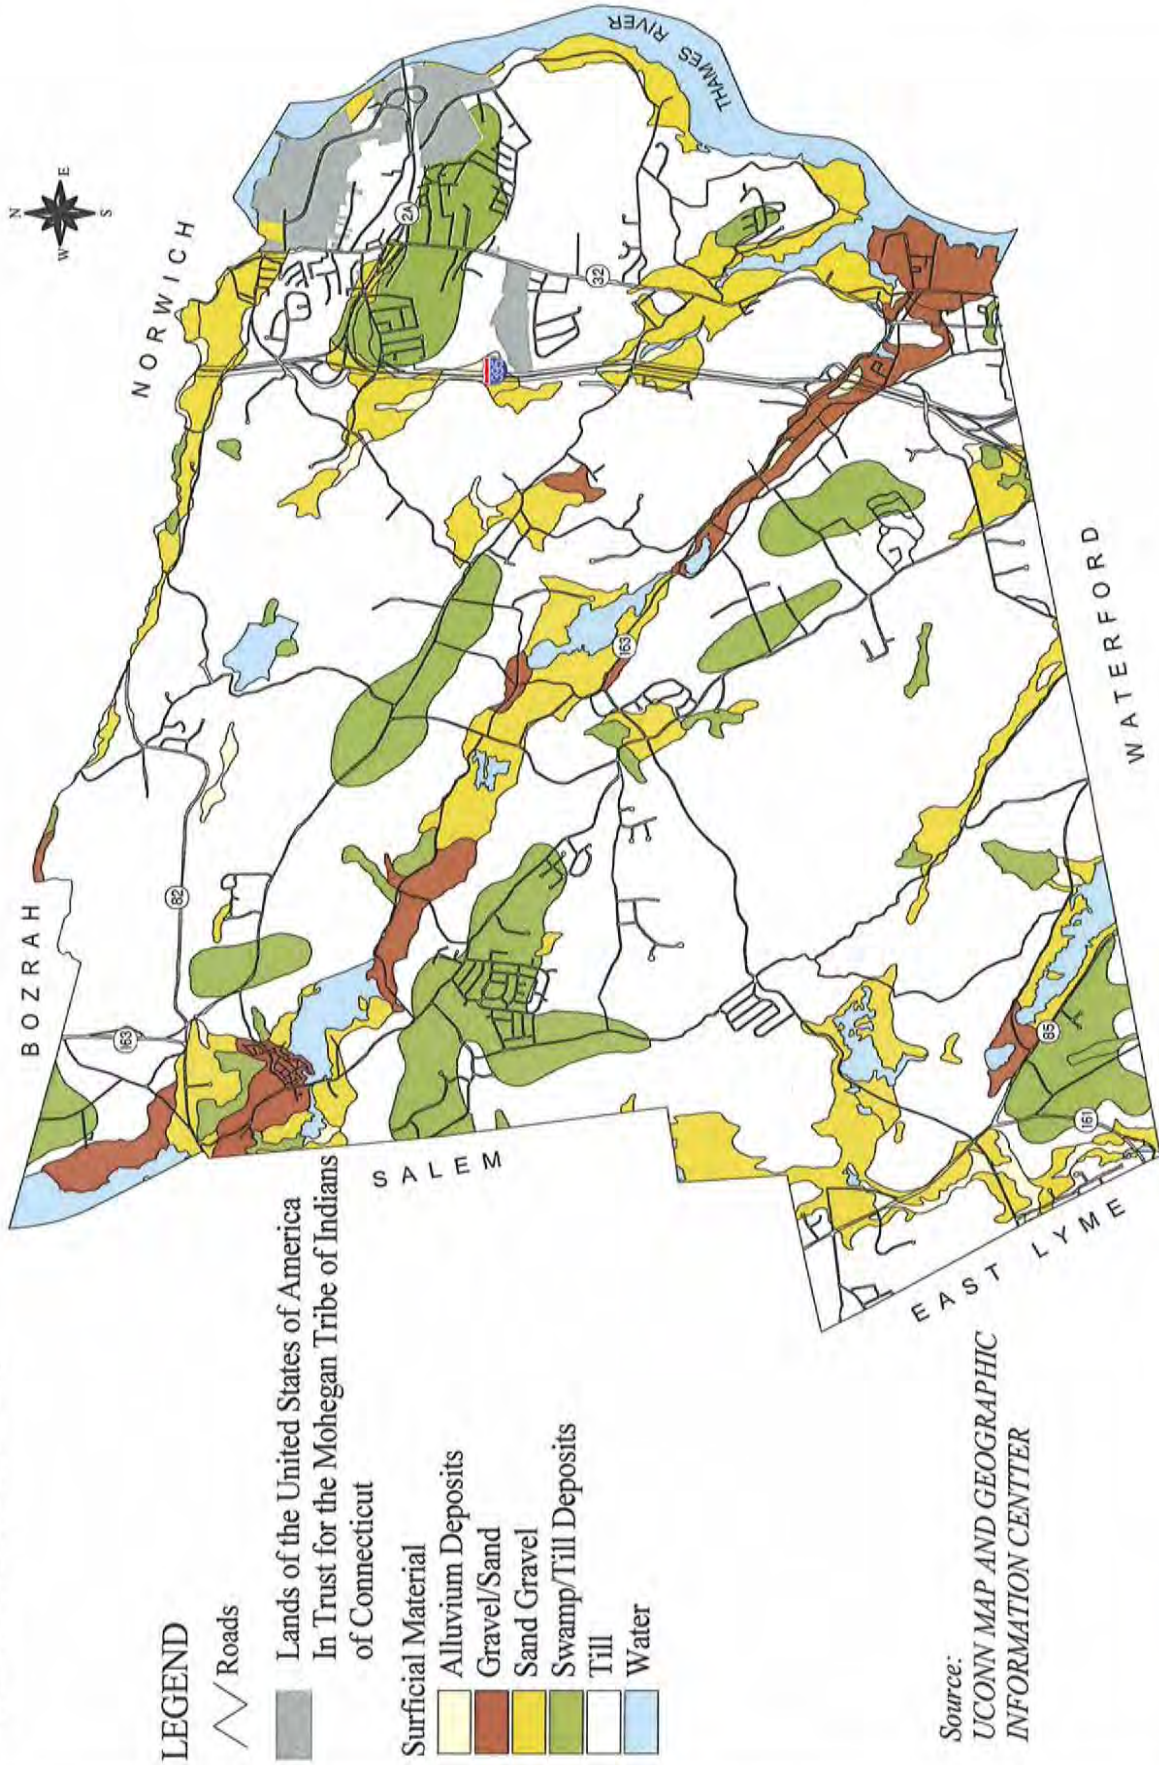 N
W
E
S
NORWICH
BOZRAH
THAMES RIVER
2A
32
395
82
163
163
85
161
SALEM
EAST LYME
WATERFORD
LEGEND
Roads
Lands of the United States of America
In Trust for the Mohegan Tribe of Indians
of Connecticut
Surficial Material
Alluvium Deposits
Gravel/Sand
Sand Gravel
Swamp/Till Deposits
Till
Water
Source:
UCONN MAP AND GEOGRAPHIC
INFORMATION CENTTER